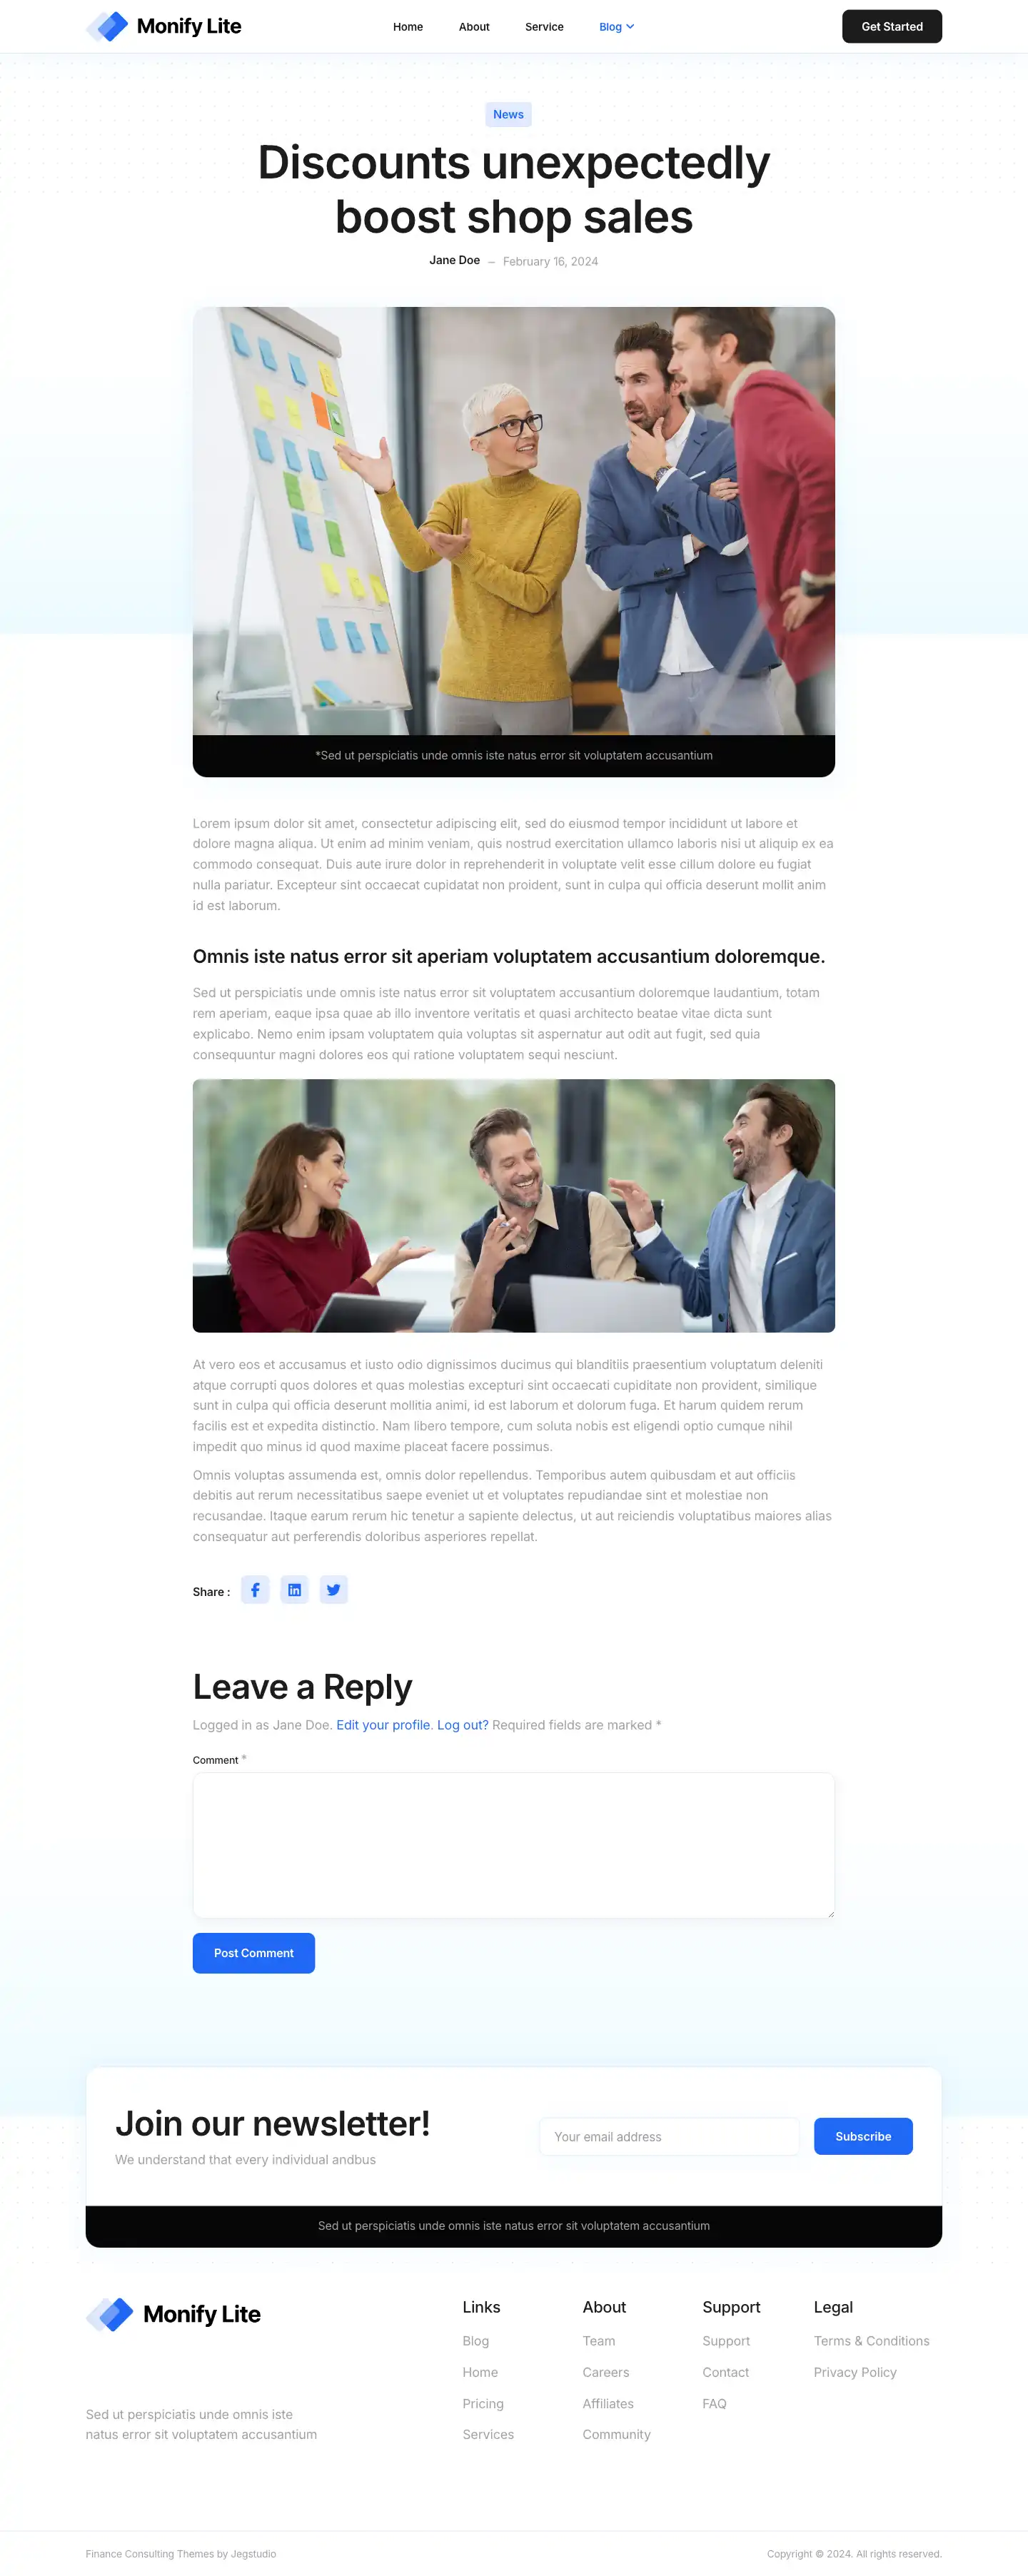 Monify Lite
Home
About
Service
Blog
Get Started
News
Discounts unexpectedly
boost shop sales
Jane Doe – February 16, 2024
*Sed ut perspiciatis unde omnis iste natus error sit voluptatem accusantium
Lorem ipsum dolor sit amet, consectetur adipiscing elit, sed do eiusmod tempor incididunt ut labore et
dolore magna aliqua. Ut enim ad minim veniam, quis nostrud exercitation ullamco laboris nisi ut aliquip ex ea
commodo consequat. Duis aute irure dolor in reprehenderit in voluptate velit esse cillum dolore eu fugiat
nulla pariatur. Excepteur sint occaecat cupidatat non proident, sunt in culpa qui officia deserunt mollit anim
id est laborum.
Omnis iste natus error sit aperiam voluptatem accusantium doloremque.
Sed ut perspiciatis unde omnis iste natus error sit voluptatem accusantium doloremque laudantium, totam
rem aperiam, eaque ipsa quae ab illo inventore veritatis et quasi architecto beatae vitae dicta sunt
explicabo. Nemo enim ipsam voluptatem quia voluptas sit aspernatur aut odit aut fugit, sed quia
consequuntur magni dolores eos qui ratione voluptatem sequi nesciunt.
At vero eos et accusamus et iusto odio dignissimos ducimus qui blanditiis praesentium voluptatum deleniti
atque corrupti quos dolores et quas molestias excepturi sint occaecati cupiditate non provident, similique
sunt in culpa qui officia deserunt mollitia animi, id est laborum et dolorum fuga. Et harum quidem rerum
facilis est et expedita distinctio. Nam libero tempore, cum soluta nobis est eligendi optio cumque nihil
impedit quo minus id quod maxime placeat facere possimus.
Omnis voluptas assumenda est, omnis dolor repellendus. Temporibus autem quibusdam et aut officiis
debitis aut rerum necessitatibus saepe eveniet ut et voluptates repudiandae sint et molestiae non
recusandae. Itaque earum rerum hic tenetur a sapiente delectus, ut aut reiciendis voluptatibus maiores alias
consequatur aut perferendis doloribus asperiores repellat.
Share :
Leave a Reply
Logged in as Jane Doe. Edit your profile. Log out? Required fields are marked *
Comment *
Post Comment
Join our newsletter!
We understand that every individual andbus
Your email address
Subscribe
Sed ut perspiciatis unde omnis iste natus error sit voluptatem accusantium
Monify Lite
Sed ut perspiciatis unde omnis iste
natus error sit voluptatem accusantium
Links
Blog
Home
Pricing
Services
About
Team
Careers
Affiliates
Community
Support
Support
Contact
FAQ
Legal
Terms & Conditions
Privacy Policy
Finance Consulting Themes by Jegstudio
Copyright © 2024. All rights reserved.